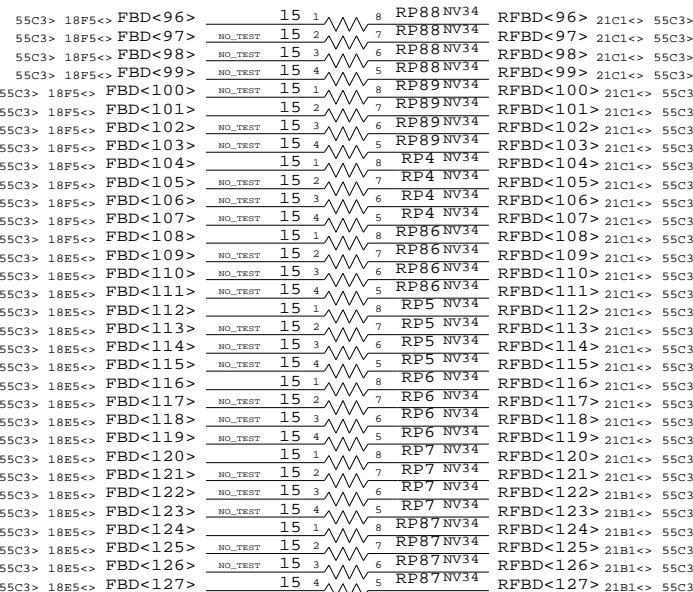 55C3> 18F5<> FBD<96> 15 1 8 RP88 NV34 RFBD<96> 21C1<> 55C3>
55C3> 18F5<> FBD<97> NO_TEST 15 2 7 RP88 NV34 RFBD<97> 21C1<> 55C3>
55C3> 18F5<> FBD<98> NO_TEST 15 3 6 RP88 NV34 RFBD<98> 21C1<> 55C3>
55C3> 18F5<> FBD<99> NO_TEST 15 4 5 RP88 NV34 RFBD<99> 21C1<> 55C3>
55C3> 18F5<> FBD<100> NO_TEST 15 1 8 RP89 NV34 RFBD<100> 21C1<> 55C3
55C3> 18F5<> FBD<101> 15 2 7 RP89 NV34 RFBD<101> 21C1<> 55C3
55C3> 18F5<> FBD<102> NO_TEST 15 3 6 RP89 NV34 RFBD<102> 21C1<> 55C3
55C3> 18F5<> FBD<103> NO_TEST 15 4 5 RP89 NV34 RFBD<103> 21C1<> 55C3
55C3> 18F5<> FBD<104> 15 1 8 RP4 NV34 RFBD<104> 21C1<> 55C3
55C3> 18F5<> FBD<105> NO_TEST 15 2 7 RP4 NV34 RFBD<105> 21C1<> 55C3
55C3> 18F5<> FBD<106> NO_TEST 15 3 6 RP4 NV34 RFBD<106> 21C1<> 55C3
55C3> 18F5<> FBD<107> NO_TEST 15 4 5 RP4 NV34 RFBD<107> 21C1<> 55C3
55C3> 18F5<> FBD<108> 15 1 8 RP86 NV34 RFBD<108> 21C1<> 55C3
55C3> 18E5<> FBD<109> NO_TEST 15 2 7 RP86 NV34 RFBD<109> 21C1<> 55C3
55C3> 18E5<> FBD<110> NO_TEST 15 3 6 RP86 NV34 RFBD<110> 21C1<> 55C3
55C3> 18E5<> FBD<111> NO_TEST 15 4 5 RP86 NV34 RFBD<111> 21C1<> 55C3
55C3> 18E5<> FBD<112> 15 1 8 RP5 NV34 RFBD<112> 21C1<> 55C3
55C3> 18E5<> FBD<113> NO_TEST 15 2 7 RP5 NV34 RFBD<113> 21C1<> 55C3
55C3> 18E5<> FBD<114> NO_TEST 15 3 6 RP5 NV34 RFBD<114> 21C1<> 55C3
55C3> 18E5<> FBD<115> NO_TEST 15 4 5 RP5 NV34 RFBD<115> 21C1<> 55C3
55C3> 18E5<> FBD<116> 15 1 8 RP6 NV34 RFBD<116> 21C1<> 55C3
55C3> 18E5<> FBD<117> NO_TEST 15 2 7 RP6 NV34 RFBD<117> 21C1<> 55C3
55C3> 18E5<> FBD<118> NO_TEST 15 3 6 RP6 NV34 RFBD<118> 21C1<> 55C3
55C3> 18E5<> FBD<119> NO_TEST 15 4 5 RP6 NV34 RFBD<119> 21C1<> 55C3
55C3> 18E5<> FBD<120> 15 1 8 RP7 NV34 RFBD<120> 21C1<> 55C3
55C3> 18E5<> FBD<121> NO_TEST 15 2 7 RP7 NV34 RFBD<121> 21C1<> 55C3
55C3> 18E5<> FBD<122> NO_TEST 15 3 6 RP7 NV34 RFBD<122> 21B1<> 55C3
55C3> 18E5<> FBD<123> NO_TEST 15 4 5 RP7 NV34 RFBD<123> 21B1<> 55C3
55C3> 18E5<> FBD<124> 15 1 8 RP87 NV34 RFBD<124> 21B1<> 55C3
55C3> 18E5<> FBD<125> NO_TEST 15 2 7 RP87 NV34 RFBD<125> 21B1<> 55C3
55C3> 18E5<> FBD<126> NO_TEST 15 3 6 RP87 NV34 RFBD<126> 21B1<> 55C3
55C3> 18E5<> FBD<127> 15 4 5 RP87 NV34 RFBD<127> 21B1<> 55C3